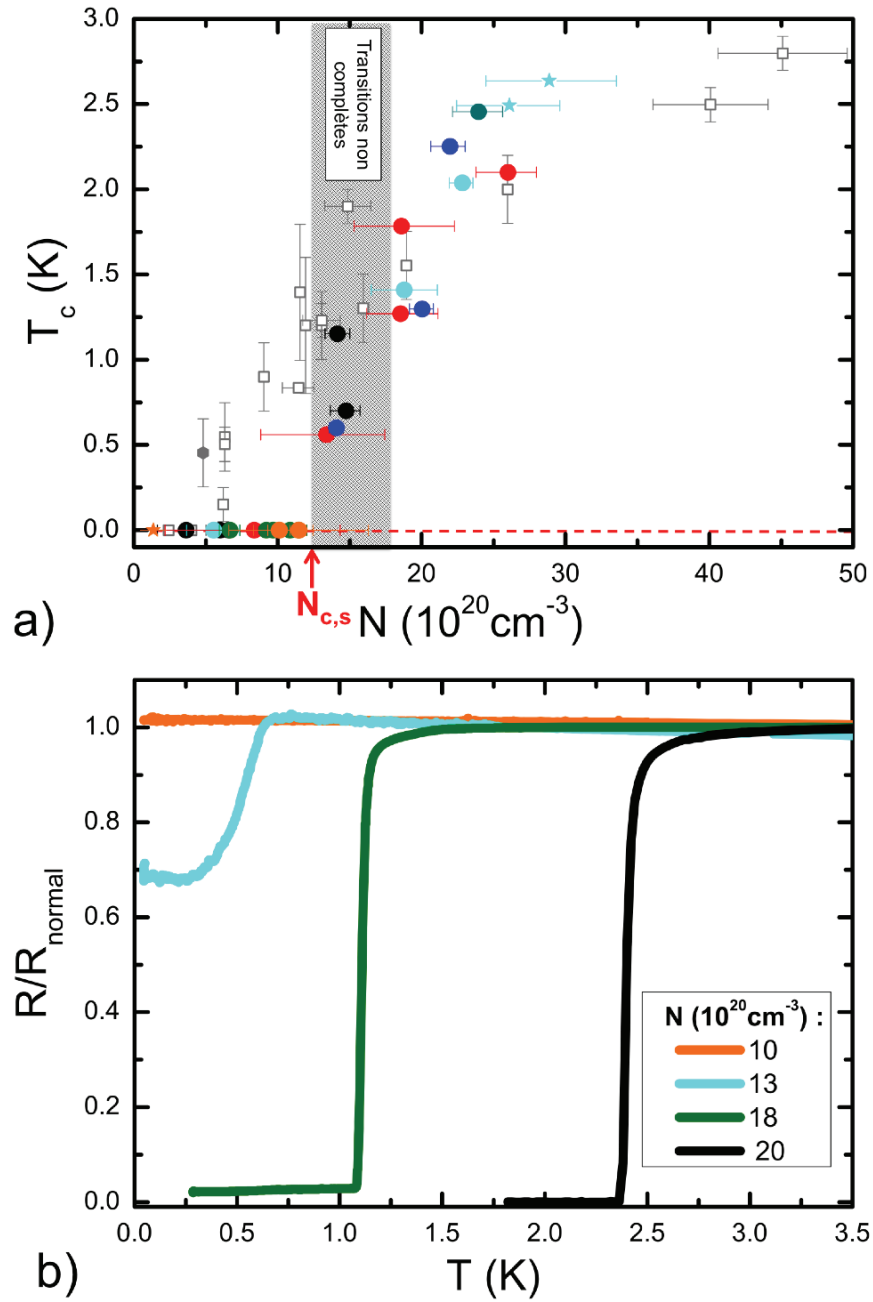 3.0
2.5
2.0
1.5
1.0
0.5
0.0
T_c (K)
Transitions non
complètes
0 10 20 30 40 50
N_c,s N (10^20 cm^-3)
a)
1.0
0.8
0.6
0.4
0.2
0.0
R/R_normal
N (10^20 cm^-3) :
10
13
18
20
0.0 0.5 1.0 1.5 2.0 2.5 3.0 3.5
b) T (K)